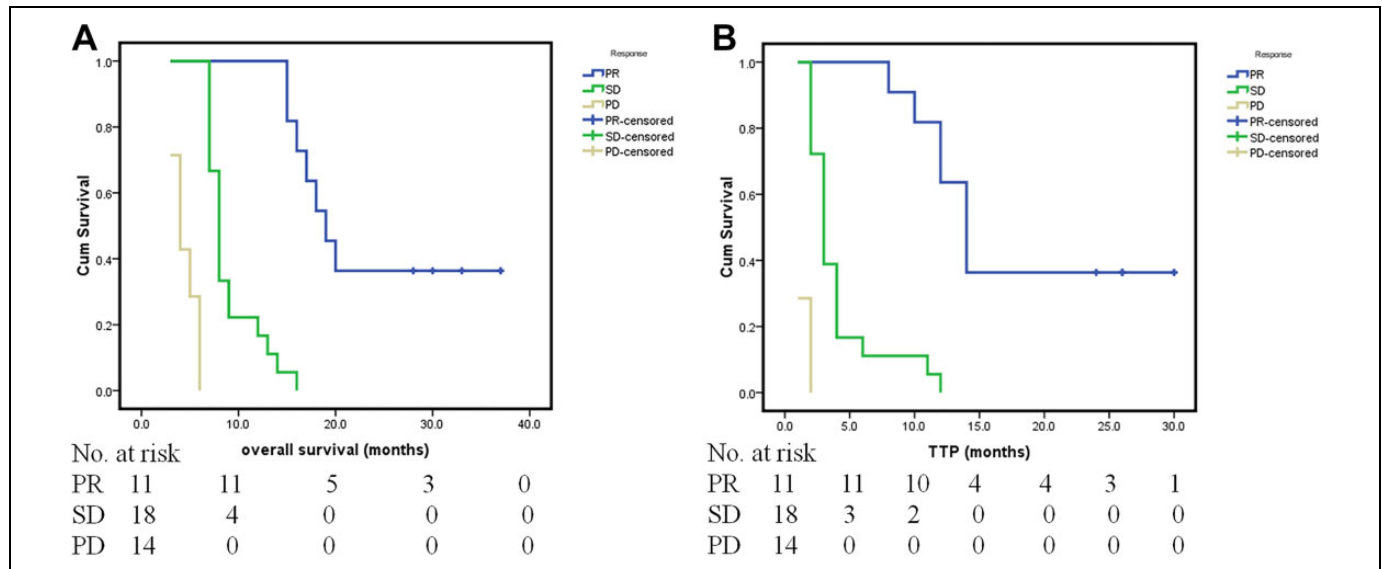 A
Response
PR
SD
PD
PR-censored
SD-censored
PD-censored
Cum Survival
1.0
0.8
0.6
0.4
0.2
0.0
0.0 10.0 20.0 30.0 40.0
overall survival (months)
No. at risk
PR 11 11 5 3 0
SD 18 4 0 0 0
PD 14 0 0 0 0
B
Response
PR
SD
PD
PR-censored
SD-censored
PD-censored
Cum Survival
1.0
0.8
0.6
0.4
0.2
0.0
0.0 5.0 10.0 15.0 20.0 25.0 30.0
TTP (months)
No. at risk
PR 11 11 10 4 4 3 1
SD 18 3 2 0 0 0 0
PD 14 0 0 0 0 0 0